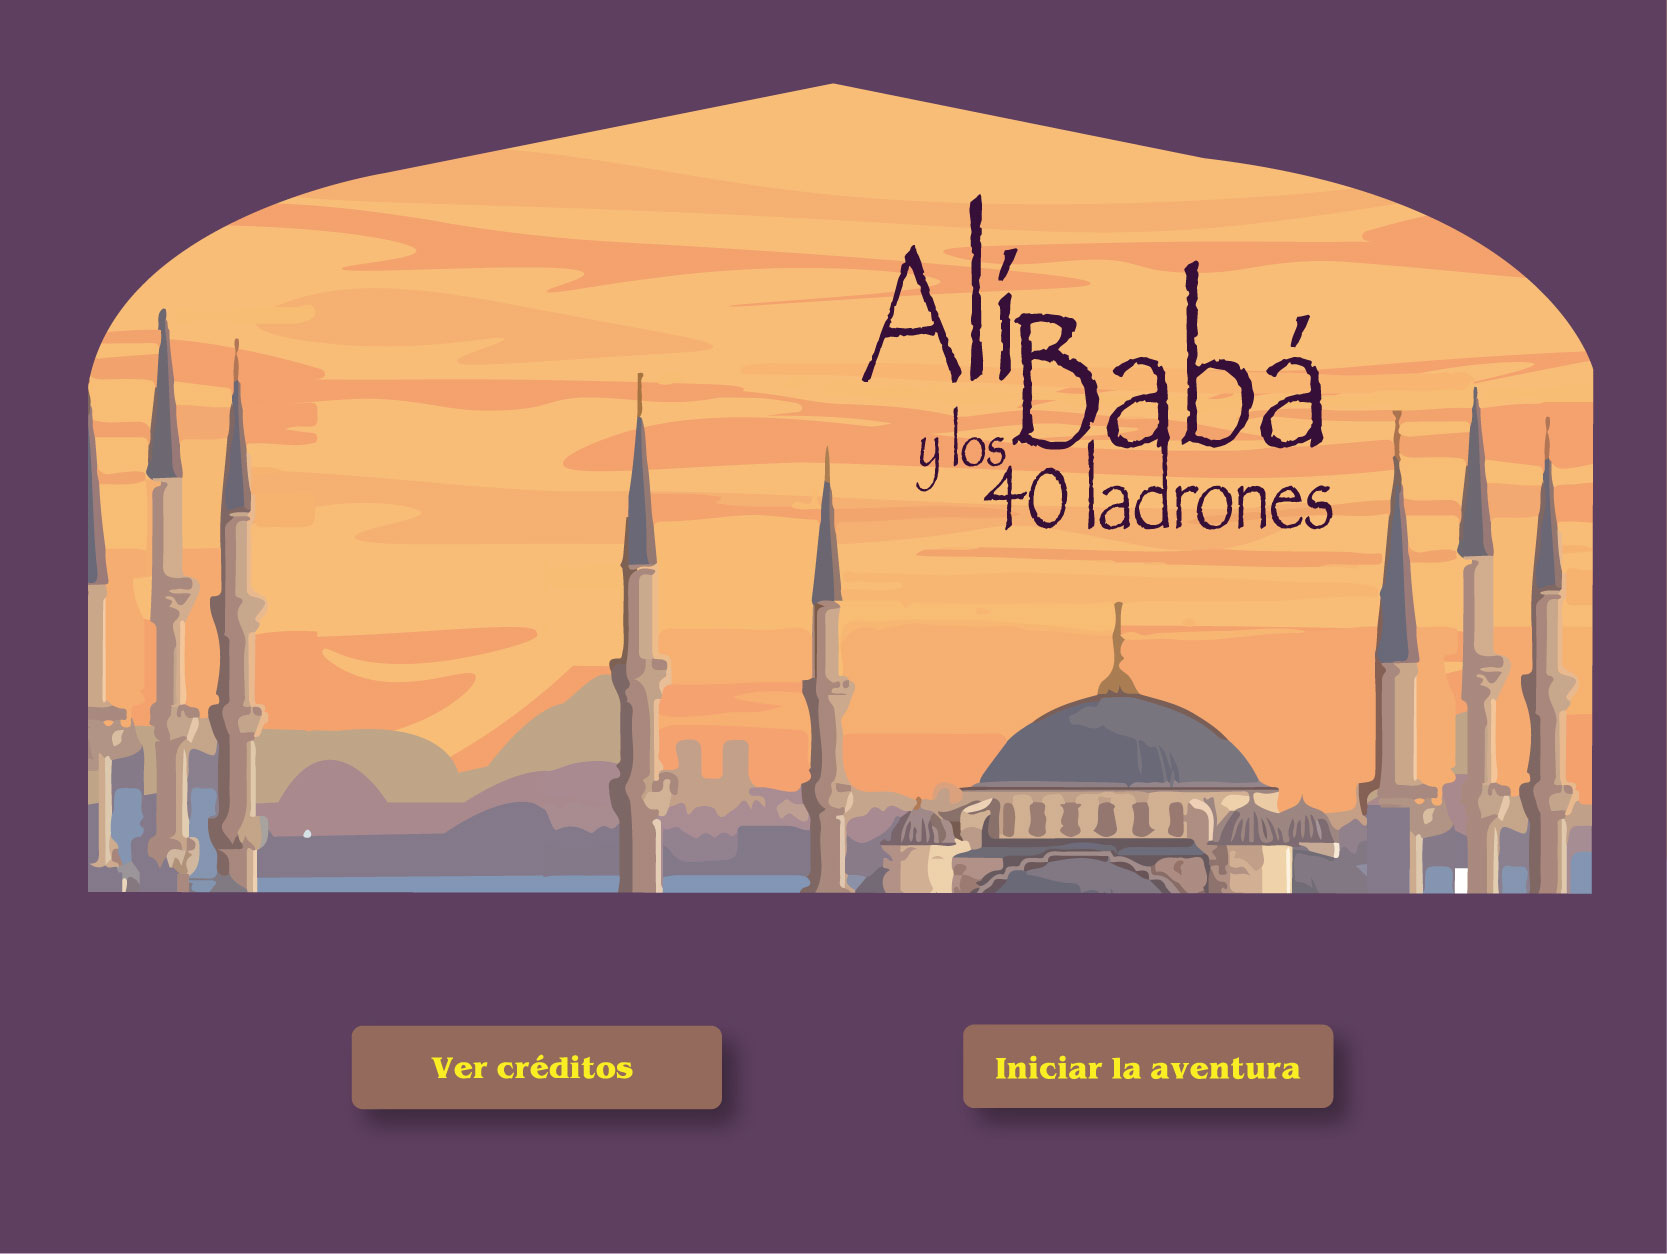 Alí
Babá
y los
40 ladrones
Ver créditos
Iniciar la aventura